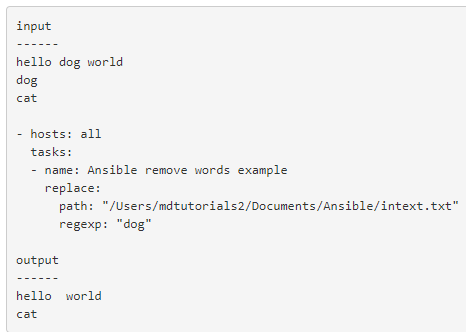 input
------
hello dog world
dog
cat

- hosts: all
  tasks:
  - name: Ansible remove words example
    replace:
      path: "/Users/mdtutorials2/Documents/Ansible/intext.txt"
      regexp: "dog"

output
------
hello  world
cat